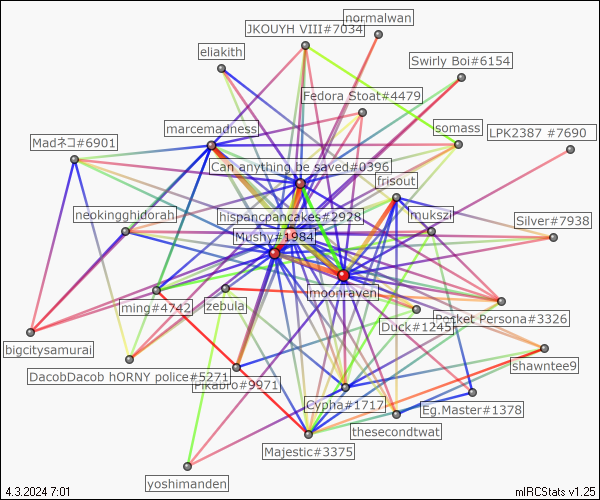 normalwan
JKOUYH VIII#7034
eliakith
Swirly Boi#6154
Fedora Stoat#4479
marcemadness
somass
LPK2387 #7690
Madネコ#6901
Can anything be saved#0396
frisout
neokingghidorah
hispancpancakes#2928
mukszi
Silver#7938
Mushy#1984
moonraven
ming#4742
zebula
Pocket Persona#3326
Duck#1245
bigcitysamurai
shawntee9
DacobDacob hORNY police#5271
Pikabro#9971
Cypha#1717
Eg.Master#1378
thesecondtwat
Majestic#3375
yoshimanden
4.3.2024 7:01
mIRCStats v1.25